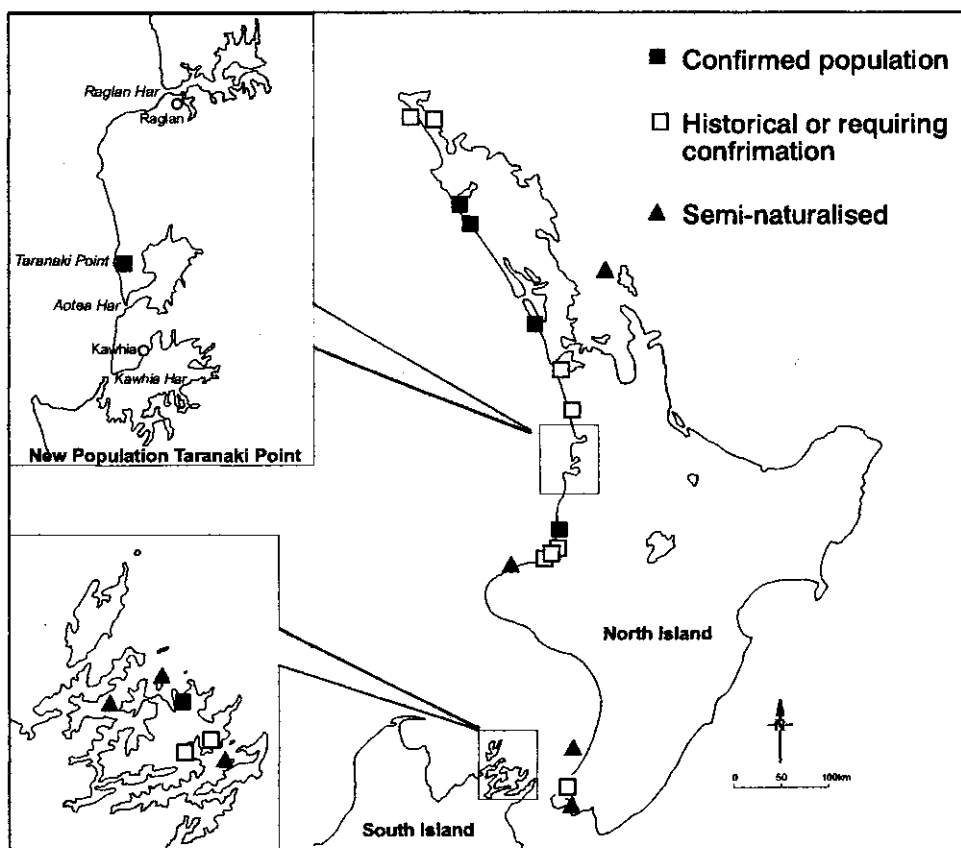 Raglan Har
Raglan
Taranaki Point
Aotea Har
Kawhia
Kawhia Har
New Population Taranaki Point
■ Confirmed population
□ Historical or requiring
confrimation
▲ Semi-naturalised
North Island
N
0 50 100km
South Island